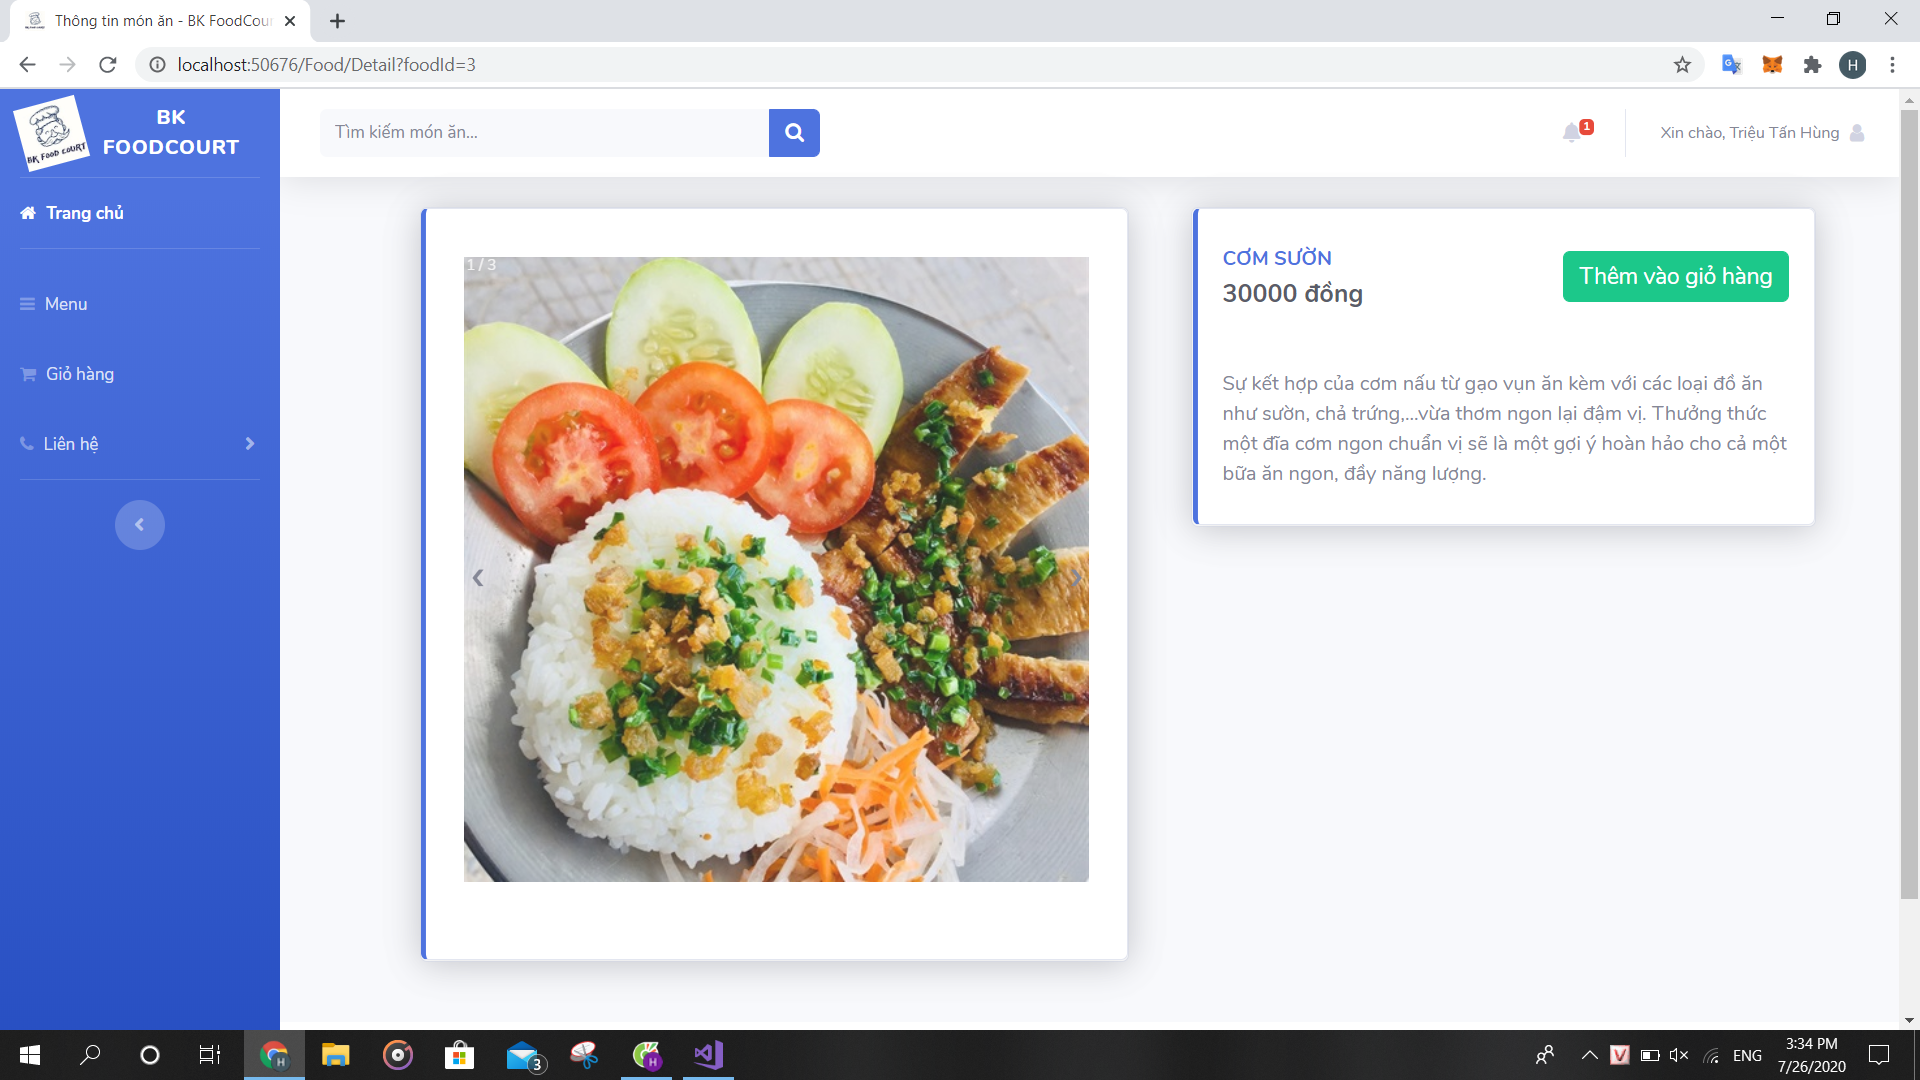 Thông tin món ăn - BK FoodCour
localhost:50676/Food/Detail?foodId=3
H
BK FOOD COURT
BK
FOODCOURT
Tìm kiếm món ăn...
1
Xin chào, Triệu Tấn Hùng
Trang chủ
Menu
Giỏ hàng
Liên hệ
1 / 3
CƠM SƯỜN
30000 đồng
Thêm vào giỏ hàng
Sự kết hợp của cơm nấu từ gạo vụn ăn kèm với các loại đồ ăn
như sườn, chả trứng,...vừa thơm ngon lại đậm vị. Thưởng thức
một đĩa cơm ngon chuẩn vị sẽ là một gợi ý hoàn hảo cho cả một
bữa ăn ngon, đầy năng lượng.
H
3
H
V
ENG
3:34 PM
7/26/2020